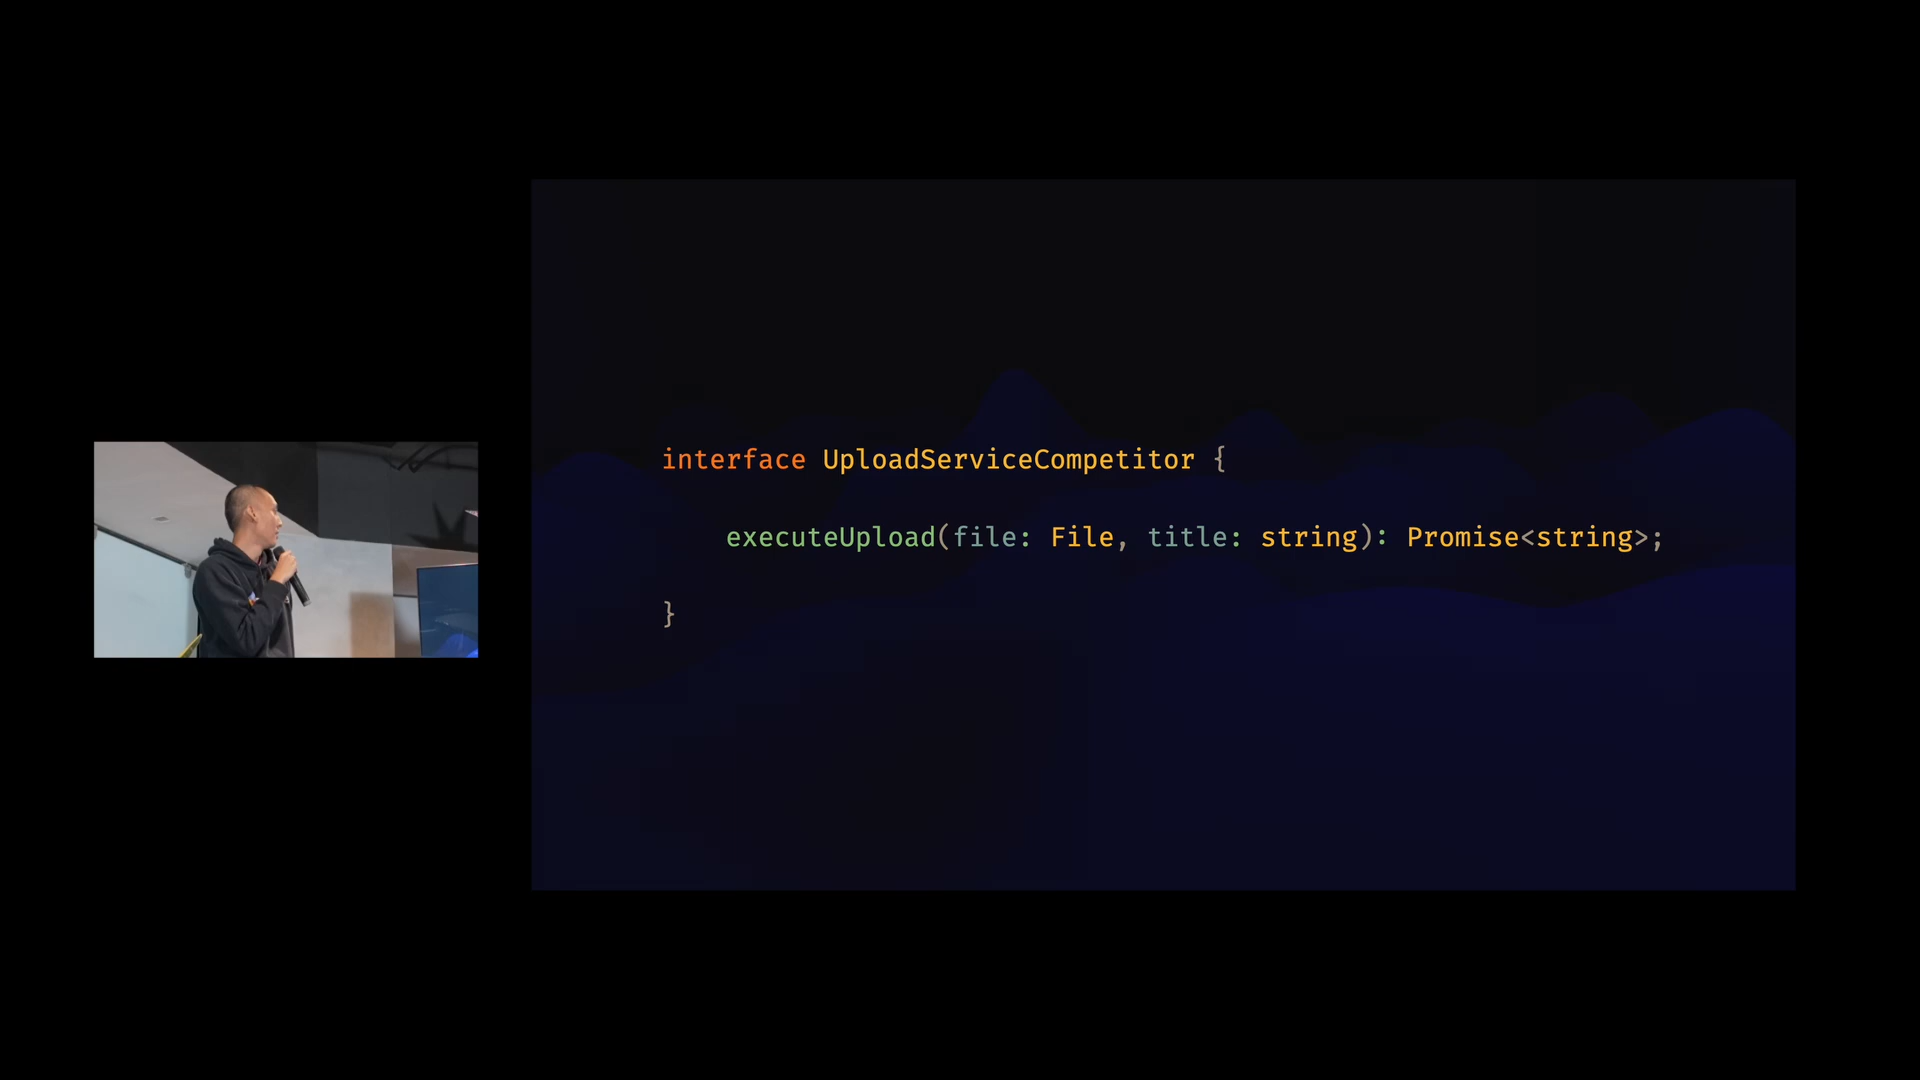 interface UploadServiceCompetitor {
executeUpload(file: File, title: string): Promise<string>;
}